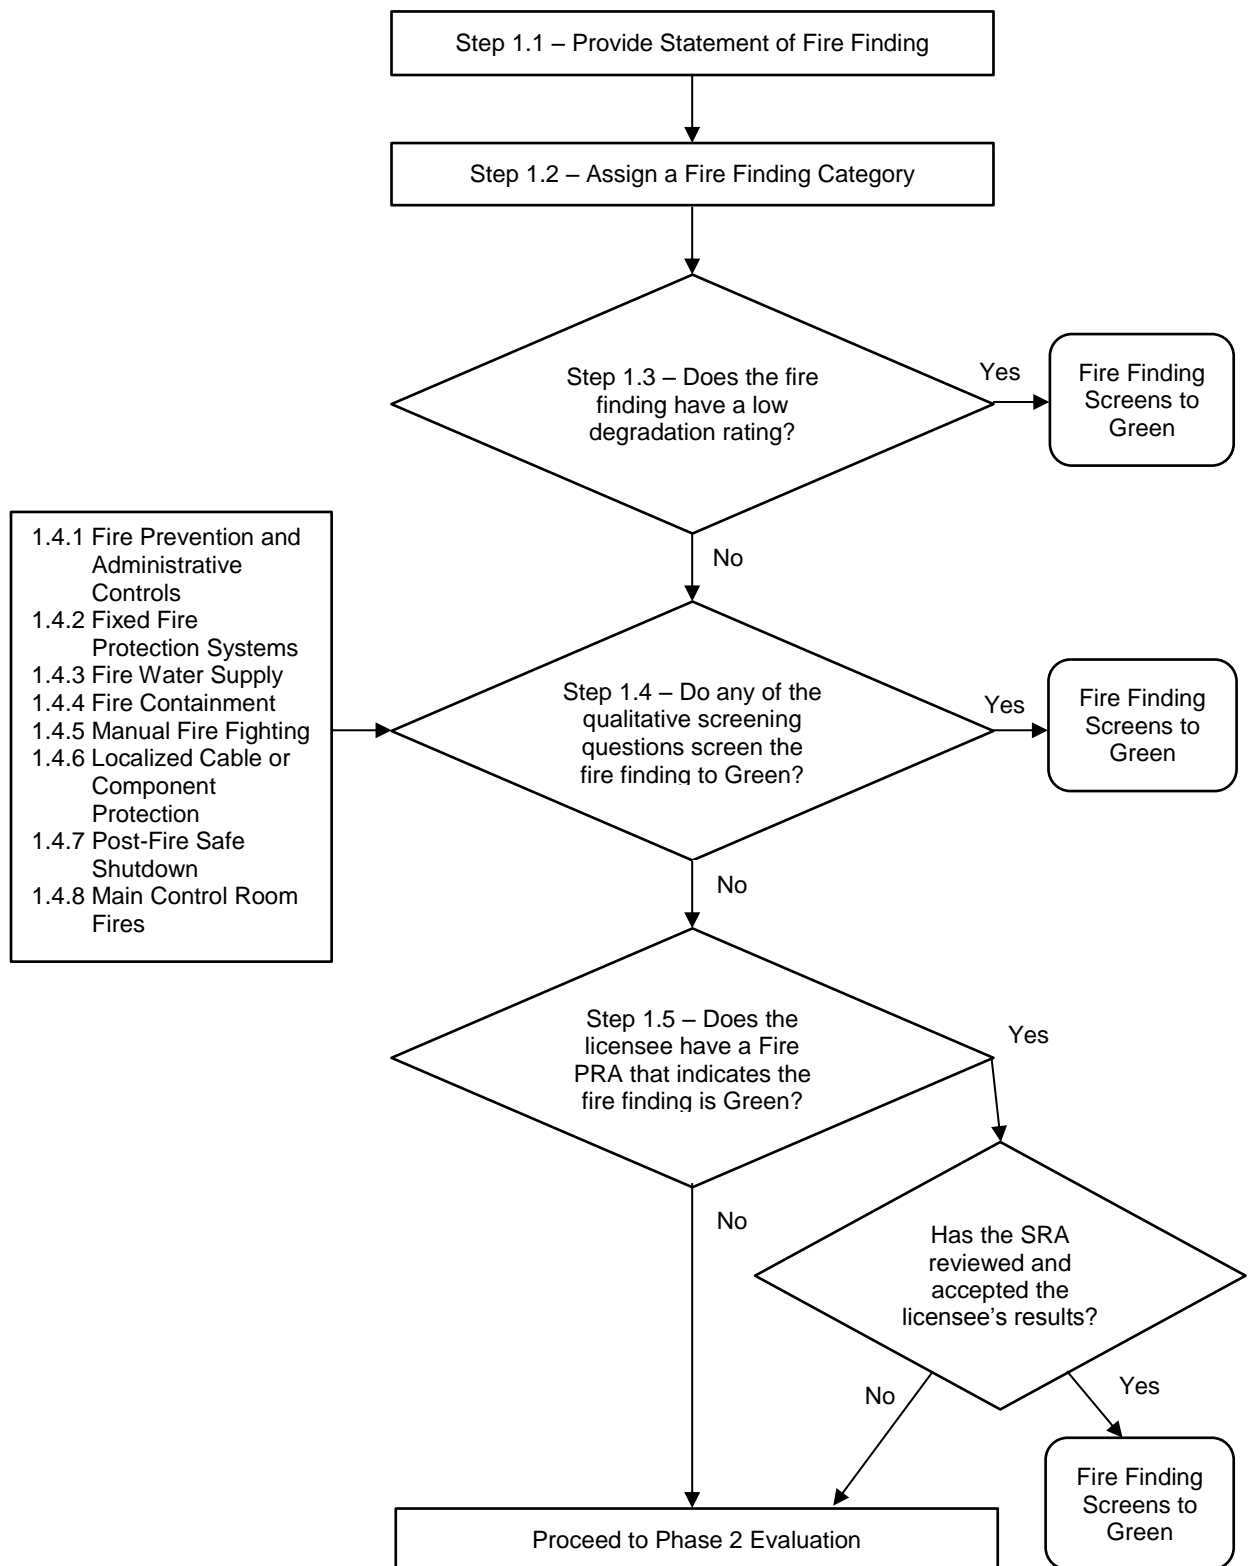 Step 1.1 – Provide Statement of Fire Finding
Step 1.2 – Assign a Fire Finding Category
Step 1.3 – Does the fire
finding have a low
degradation rating?
Yes
Fire Finding
Screens to
Green
No
1.4.1 Fire Prevention and
Administrative
Controls
1.4.2 Fixed Fire
Protection Systems
1.4.3 Fire Water Supply
1.4.4 Fire Containment
1.4.5 Manual Fire Fighting
1.4.6 Localized Cable or
Component
Protection
1.4.7 Post-Fire Safe
Shutdown
1.4.8 Main Control Room
Fires
Step 1.4 – Do any of the
qualitative screening
questions screen the
fire finding to Green?
Yes
Fire Finding
Screens to
Green
No
Step 1.5 – Does the
licensee have a Fire
PRA that indicates the
fire finding is Green?
Yes
No
Has the SRA
reviewed and
accepted the
licensee’s results?
No
Yes
Fire Finding
Screens to
Green
Proceed to Phase 2 Evaluation